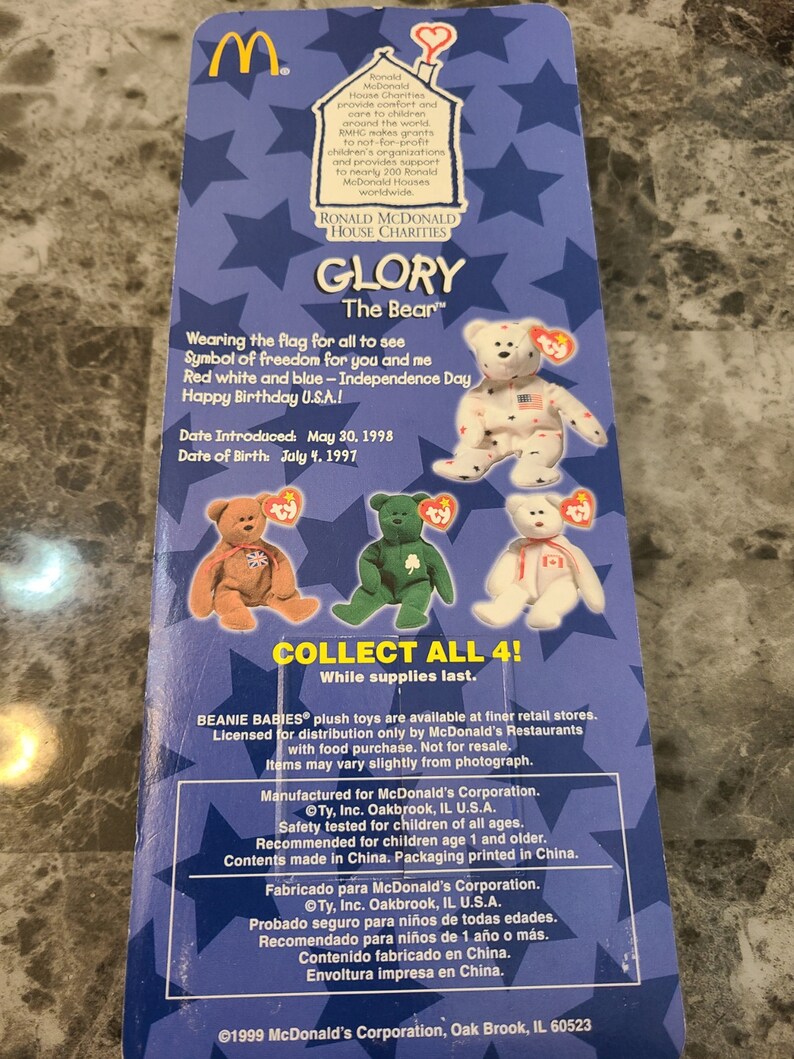 Ronald
McDonald
House Charities
provide comfort and
care to children
around the world.
RMHC makes grants
to not-for-profit
children's organizations
and provides support
to nearly 200 Ronald
McDonald Houses
worldwide.
RONALD MCDONALD
HOUSE CHARITIES
GLORY
The Bear™
Wearing the flag for all to see
Symbol of freedom for you and me
Red white and blue – Independence Day
Happy Birthday U.S.A.!
Date Introduced: May 30, 1998
Date of Birth: July 4, 1997
ty
ty
ty
ty
COLLECT ALL 4!
While supplies last.
BEANIE BABIES® plush toys are available at finer retail stores.
Licensed for distribution only by McDonald's Restaurants
with food purchase. Not for resale.
Items may vary slightly from photograph.
Manufactured for McDonald's Corporation.
©Ty, Inc. Oakbrook, IL U.S.A.
Safety tested for children of all ages.
Recommended for children age 1 and older.
Contents made in China. Packaging printed in China.
Fabricado para McDonald's Corporation.
©Ty, Inc. Oakbrook, IL U.S.A.
Probado seguro para niños de todas edades.
Recomendado para niños de 1 año o más.
Contenido fabricado en China.
Envoltura impresa en China.
©1999 McDonald's Corporation, Oak Brook, IL 60523